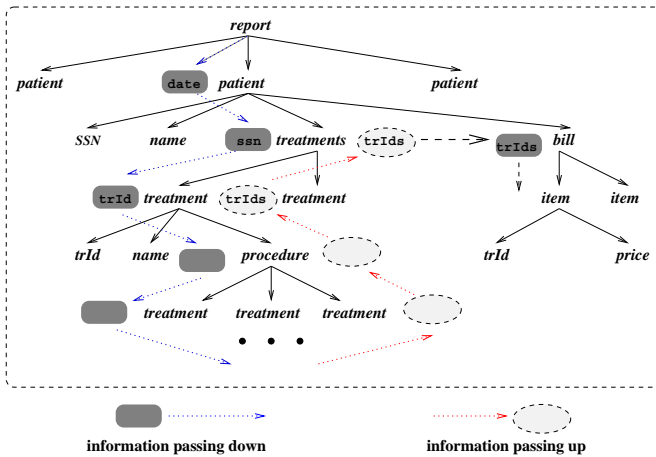 report
patient date patient patient
SSN name ssn treatments trIds trIds bill
trId treatment trIds treatment item item
trId name procedure trId price
treatment treatment treatment
• • •
information passing down information passing up